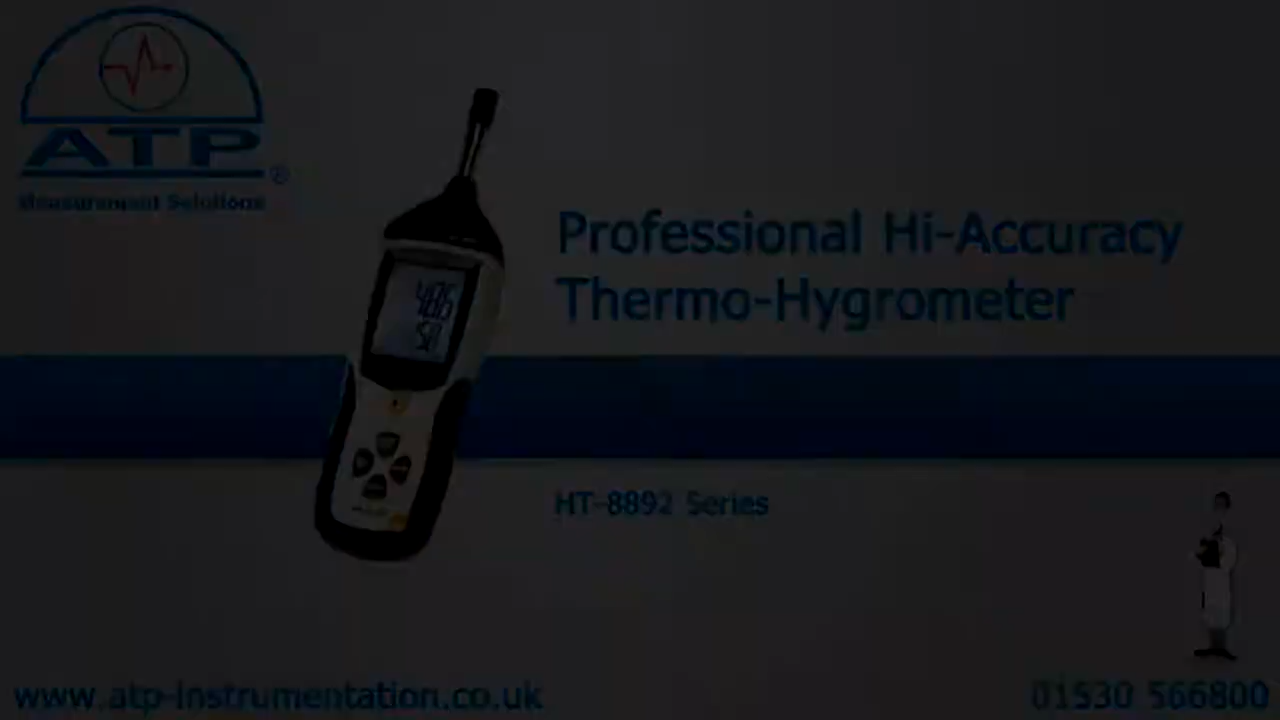 ATP®
Measurement Solutions
Professional Hi-Accuracy
Thermo-Hygrometer
HT-8892 Series
www.atp-instrumentation.co.uk
01530 566800